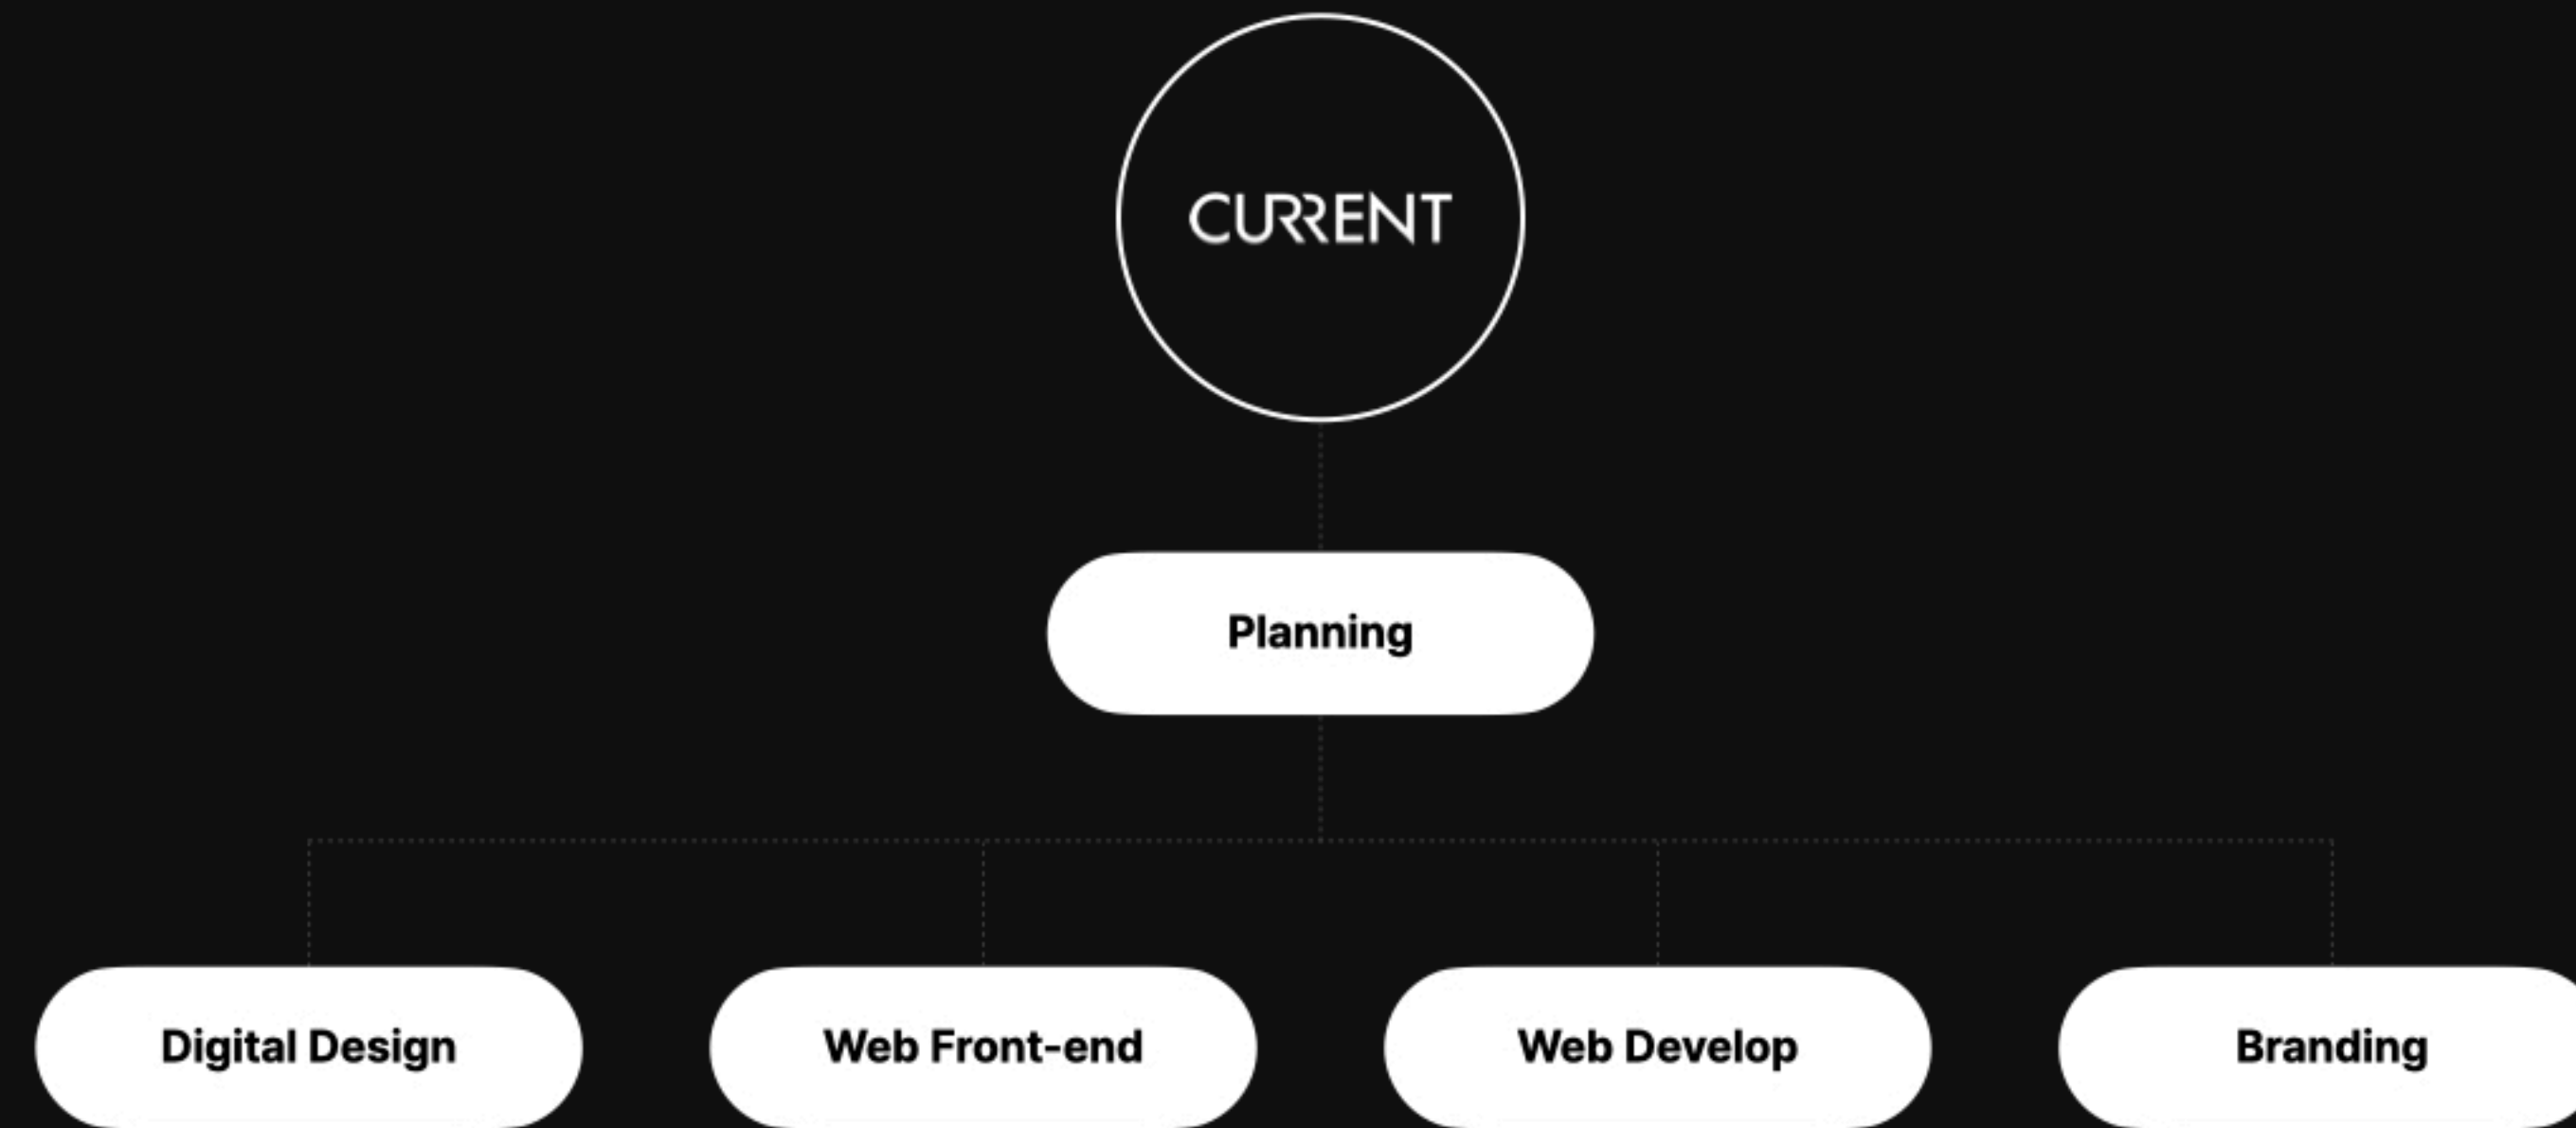 CURRENT
Planning
Digital Design
Web Front-end
Web Develop
Branding